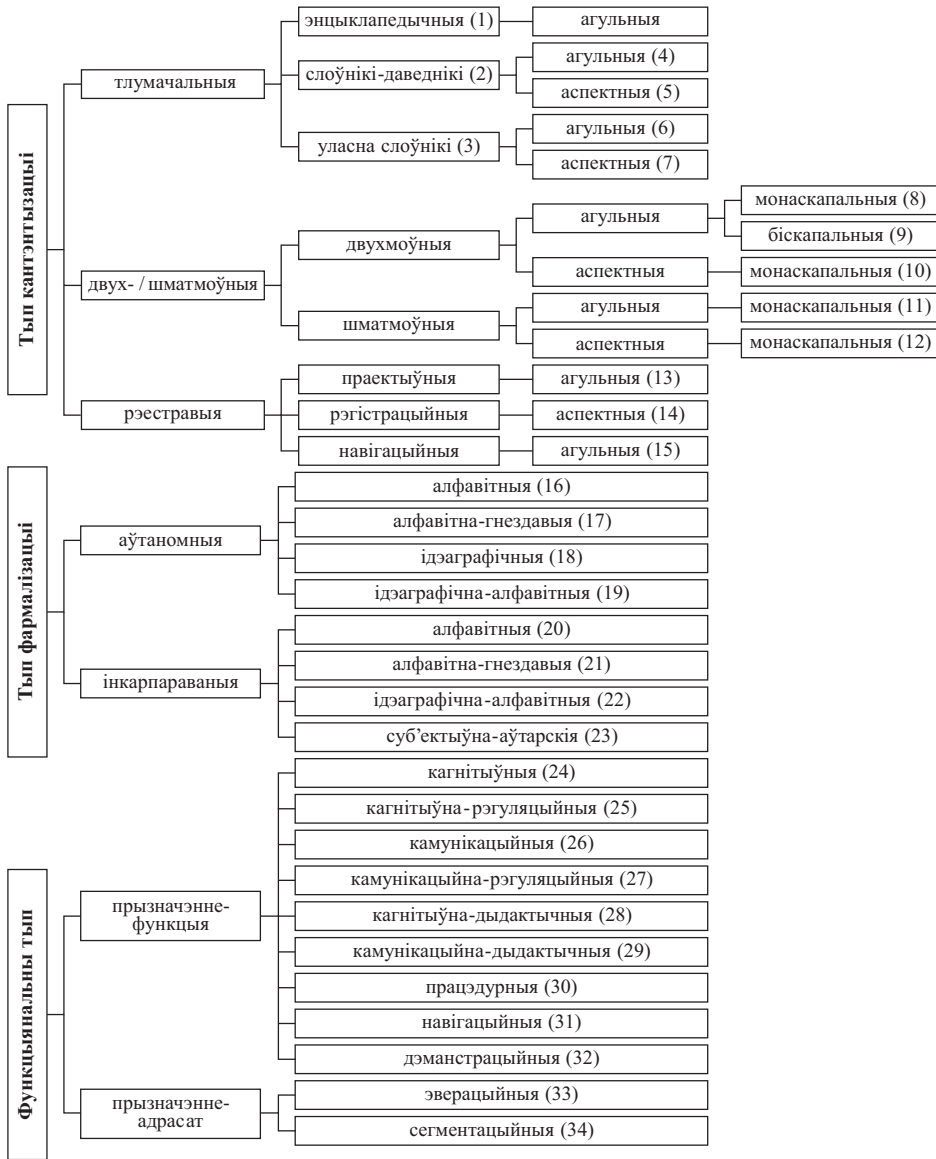 Тып кантэнтызацыі
тлумачальныя
энцыклапедычныя (1)
агульныя
слоўнікі-даведнікі (2)
агульныя (4)
аспектныя (5)
уласна слоўнікі (3)
агульныя (6)
аспектныя (7)
двух- / шматмоўныя
двухмоўныя
агульныя
монаскапальныя (8)
біскапальныя (9)
аспектныя
монаскапальныя (10)
шматмоўныя
агульныя
монаскапальныя (11)
аспектныя
монаскапальныя (12)
рэестравыя
праектыўныя
агульныя (13)
рэгістрацыйныя
аспектныя (14)
навігацыйныя
агульныя (15)
Тып фармалізацыі
аўтаномныя
алфавітныя (16)
алфавітна-гнездавыя (17)
ідэаграфічныя (18)
ідэаграфічна-алфавітныя (19)
інкарпараваныя
алфавітныя (20)
алфавітна-гнездавыя (21)
ідэаграфічна-алфавітныя (22)
суб’ектыўна-аўтарскія (23)
Функцыянальны тып
прызначэнне-
функцыя
кагнітыўныя (24)
кагнітыўна-рэгуляцыйныя (25)
камунікацыйныя (26)
камунікацыйна-рэгуляцыйныя (27)
кагнітыўна-дыдактычныя (28)
камунікацыйна-дыдактычныя (29)
працэдурныя (30)
навігацыйныя (31)
дэманстрацыйныя (32)
прызначэнне-
адрасат
эверацыйныя (33)
сегментацыйныя (34)